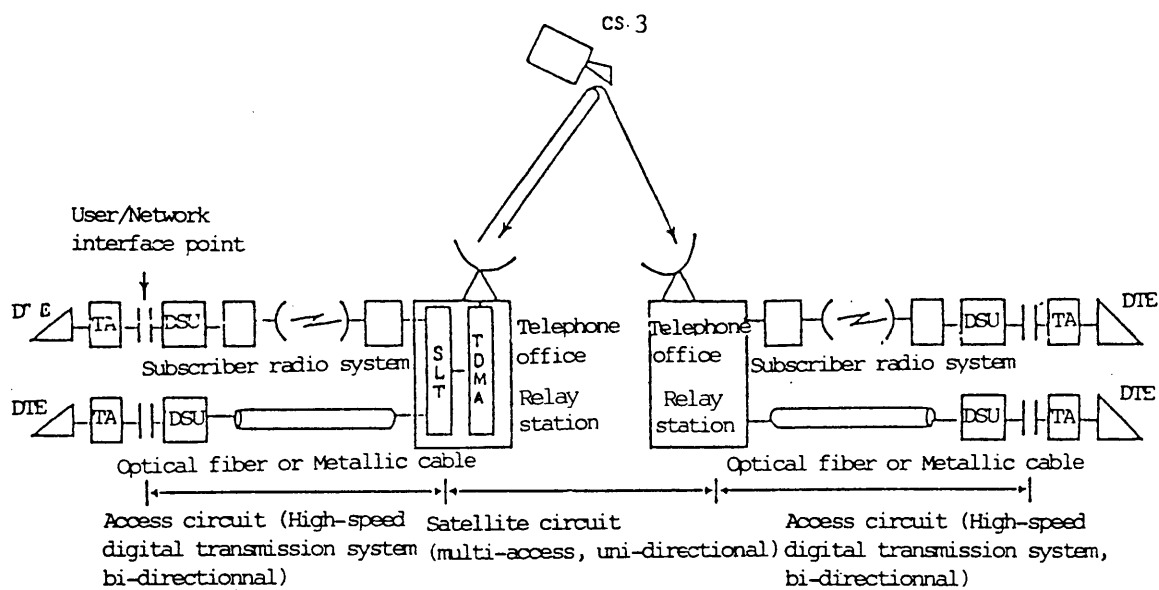 CS·3
User/Network
interface point
TA
DSU
Subscriber radio system
DTE
TA
DSU
Optical fiber or Metallic cable
SLT
TDMA
Telephone
office
Relay
station
Telephone
office
Relay
station
DSU
TA
DTE
Subscriber radio system
DSU
TA
DTE
Optical fiber or Metallic cable
Access circuit (High-speed
digital transmission system
bi-directionnal)
Satellite circuit
(multi-access, uni-directional)
Access circuit (High-speed
digital transmission system,
bi-directionnal)